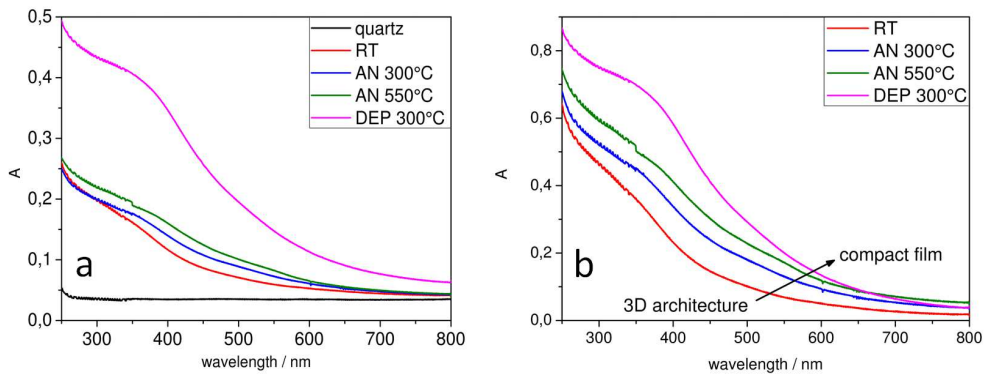 0,5
0,4
0,3
0,2
0,1
0,0
A
300 400 500 600 700 800
wavelength / nm
quartz
RT
AN 300°C
AN 550°C
DEP 300°C
a
0,8
0,6
0,4
0,2
0,0
A
300 400 500 600 700 800
wavelength / nm
RT
AN 300°C
AN 550°C
DEP 300°C
compact film
3D architecture
b